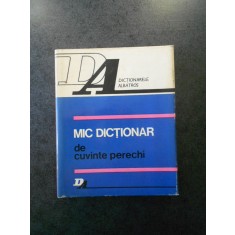 DA
DICȚIONARELE
ALBATROS
MIC DICȚIONAR
de
cuvinte perechi
D